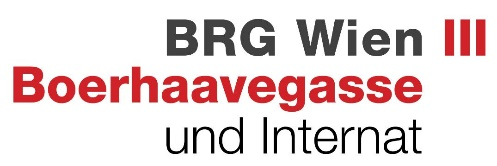 BRG Wien III
Boerhaavegasse
und Internat